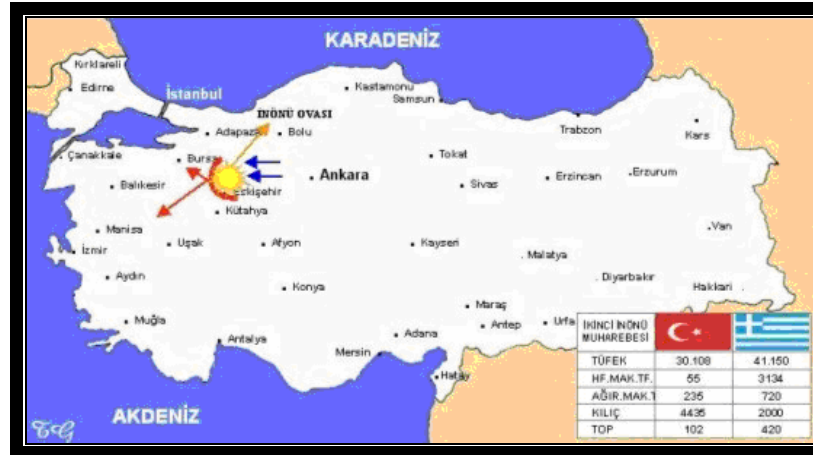 KARADENİZ
Kırklareli
Edirne
İstanbul
Kastamonu
Samsun
İNÖNÜ OVASI
Adapazarı
Bolu
Trabzon
Kars
Çanakkale
Bursa
Tokat
Ankara
Erzincan
Erzurum
Balıkesir
Eskişehir
Sivas
Kütahya
Manisa
Van
İzmir
Uşak
Afyon
Kayseri
Malatya
Aydın
Diyarbakır
Konya
Hakkari
Maraş
Muğla
Antep
Urfa
Adana
Antalya
Mersin
Hatay
AKDENİZ
İKİNCİ İNÖNÜ
MUHAREBESİ
TÜFEK 30.108 41.150
HF.MAK.TF. 55 3134
AĞIR.MAK.T 235 720
KILIÇ 4435 2000
TOP 102 420